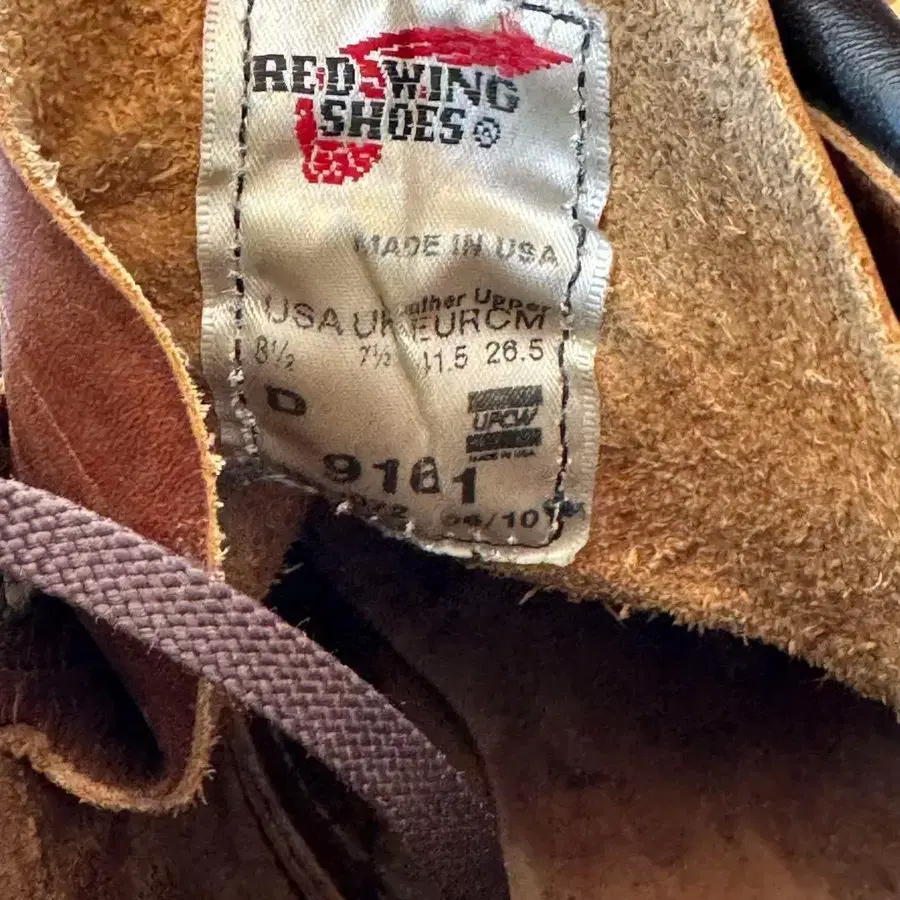 RED WING
SHOES ®
MADE IN USA
Upper
USA UK EUR CM
8½ 7½ 41.5 26.5
D
UFCW
MADE IN USA
9161
/10